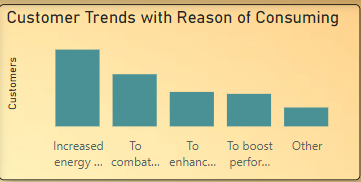 Customer Trends with Reason of Consuming
Customers
Increased
energy ...
To
combat...
To
enhanc...
To boost
perfor...
Other